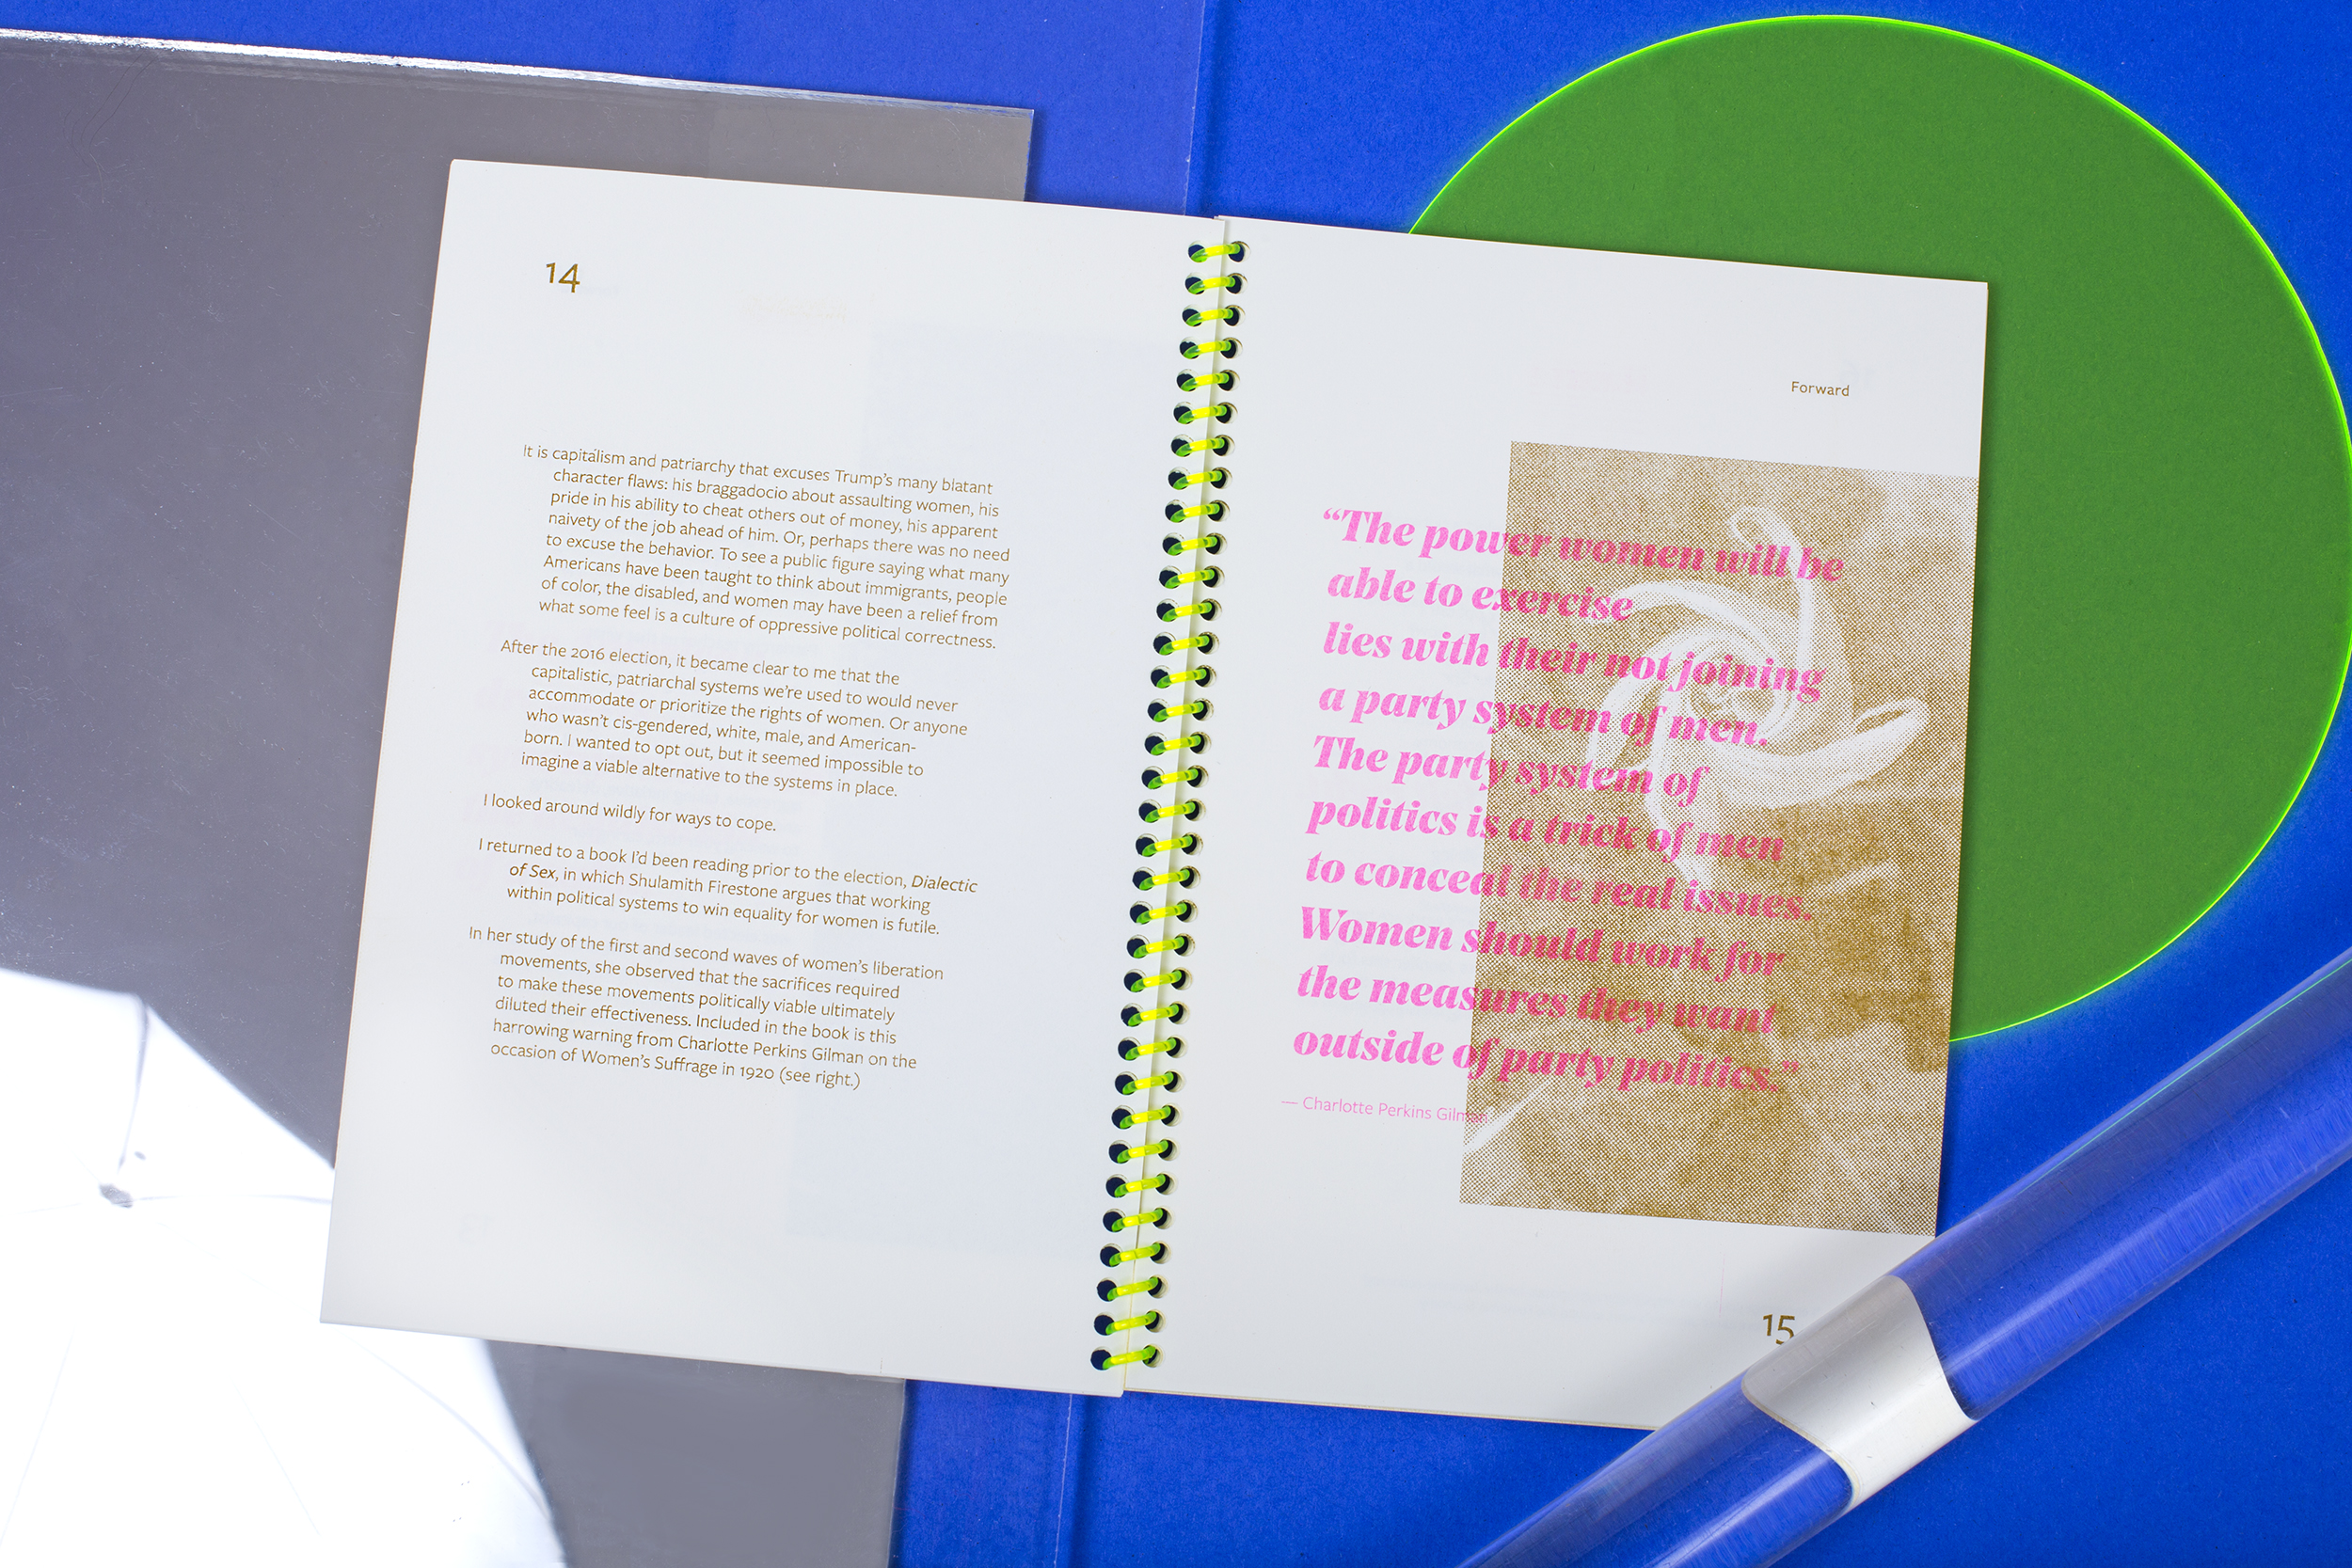 14
It is capitalism and patriarchy that excuses Trump's many blatant
character flaws: his braggadocio about assaulting women, his
pride in his ability to cheat others out of money, his apparent
naivety of the job ahead of him. Or, perhaps there was no need
to excuse the behavior. To see a public figure saying what many
Americans have been taught to think about immigrants, people
of color, the disabled, and women may have been a relief from
what some feel is a culture of oppressive political correctness.
After the 2016 election, it became clear to me that the
capitalistic, patriarchal systems we're used to would never
accommodate or prioritize the rights of women. Or anyone
who wasn't cis-gendered, white, male, and American-
born. I wanted to opt out, but it seemed impossible to
imagine a viable alternative to the systems in place.
I looked around wildly for ways to cope.
I returned to a book I'd been reading prior to the election, Dialectic
of Sex, in which Shulamith Firestone argues that working
within political systems to win equality for women is futile.
In her study of the first and second waves of women's liberation
movements, she observed that the sacrifices required
to make these movements politically viable ultimately
diluted their effectiveness. Included in the book is this
harrowing warning from Charlotte Perkins Gilman on the
occasion of Women's Suffrage in 1920 (see right.)
Forward
“The power women will be
able to exercise
lies with their not joining
a party system of men.
The party system of
politics is a trick of men
to conceal the real issues.
Women should work for
the measures they want
outside of party politics.”
— Charlotte Perkins Gilman
15